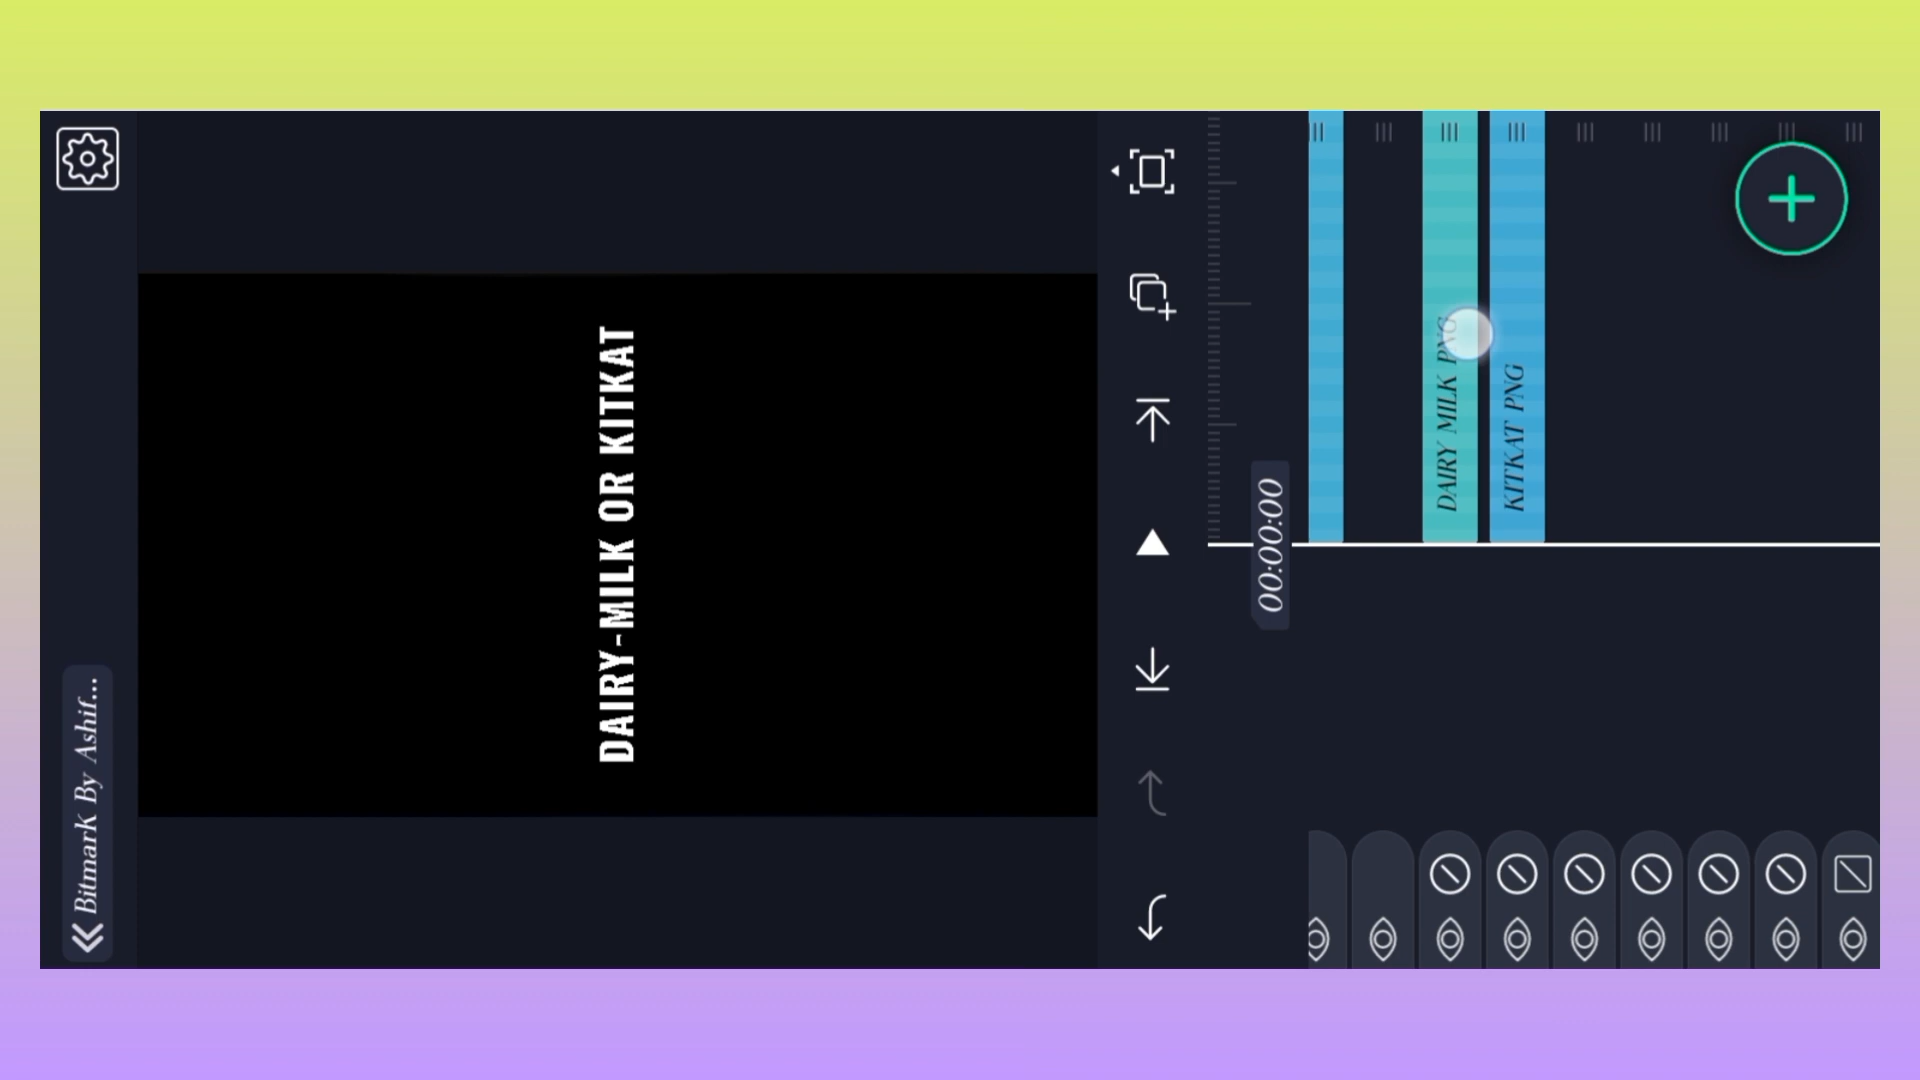 BitmarK By Ashif...
DAIRY-MILK OR KITKAT
00:00:00
DAIRY MILK PNG
KITKAT PNG